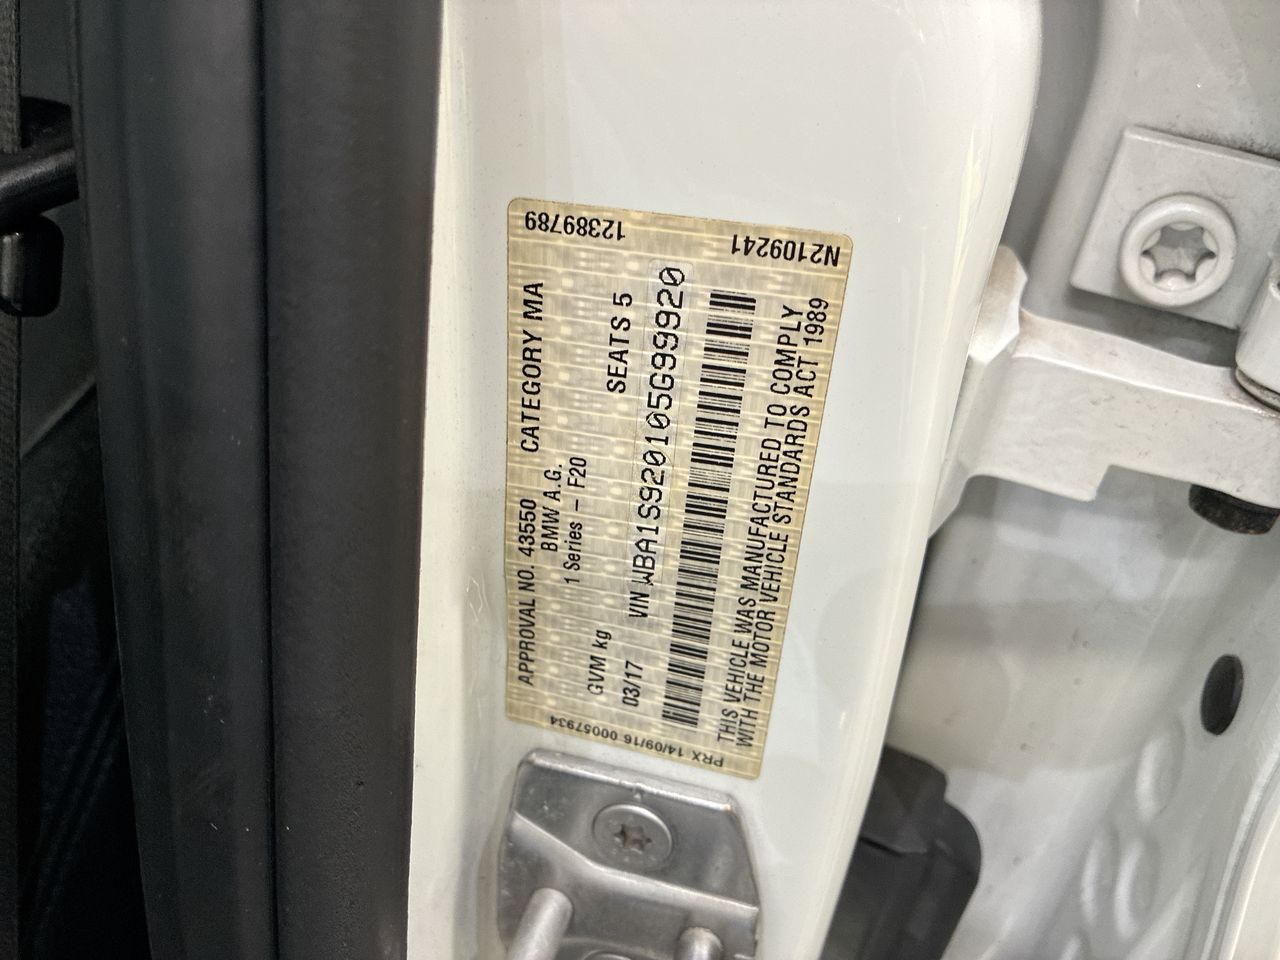 12389789
N2109241
APPROVAL NO. 43550 CATEGORY MA
BMW A.G.
1 Series – F20
GVM kg SEATS 5
03/17 VIN WBA1S920105G99920
THIS VEHICLE WAS MANUFACTURED TO COMPLY
WITH THE MOTOR VEHICLE STANDARDS ACT 1989
PRX 14/09/16 00057934